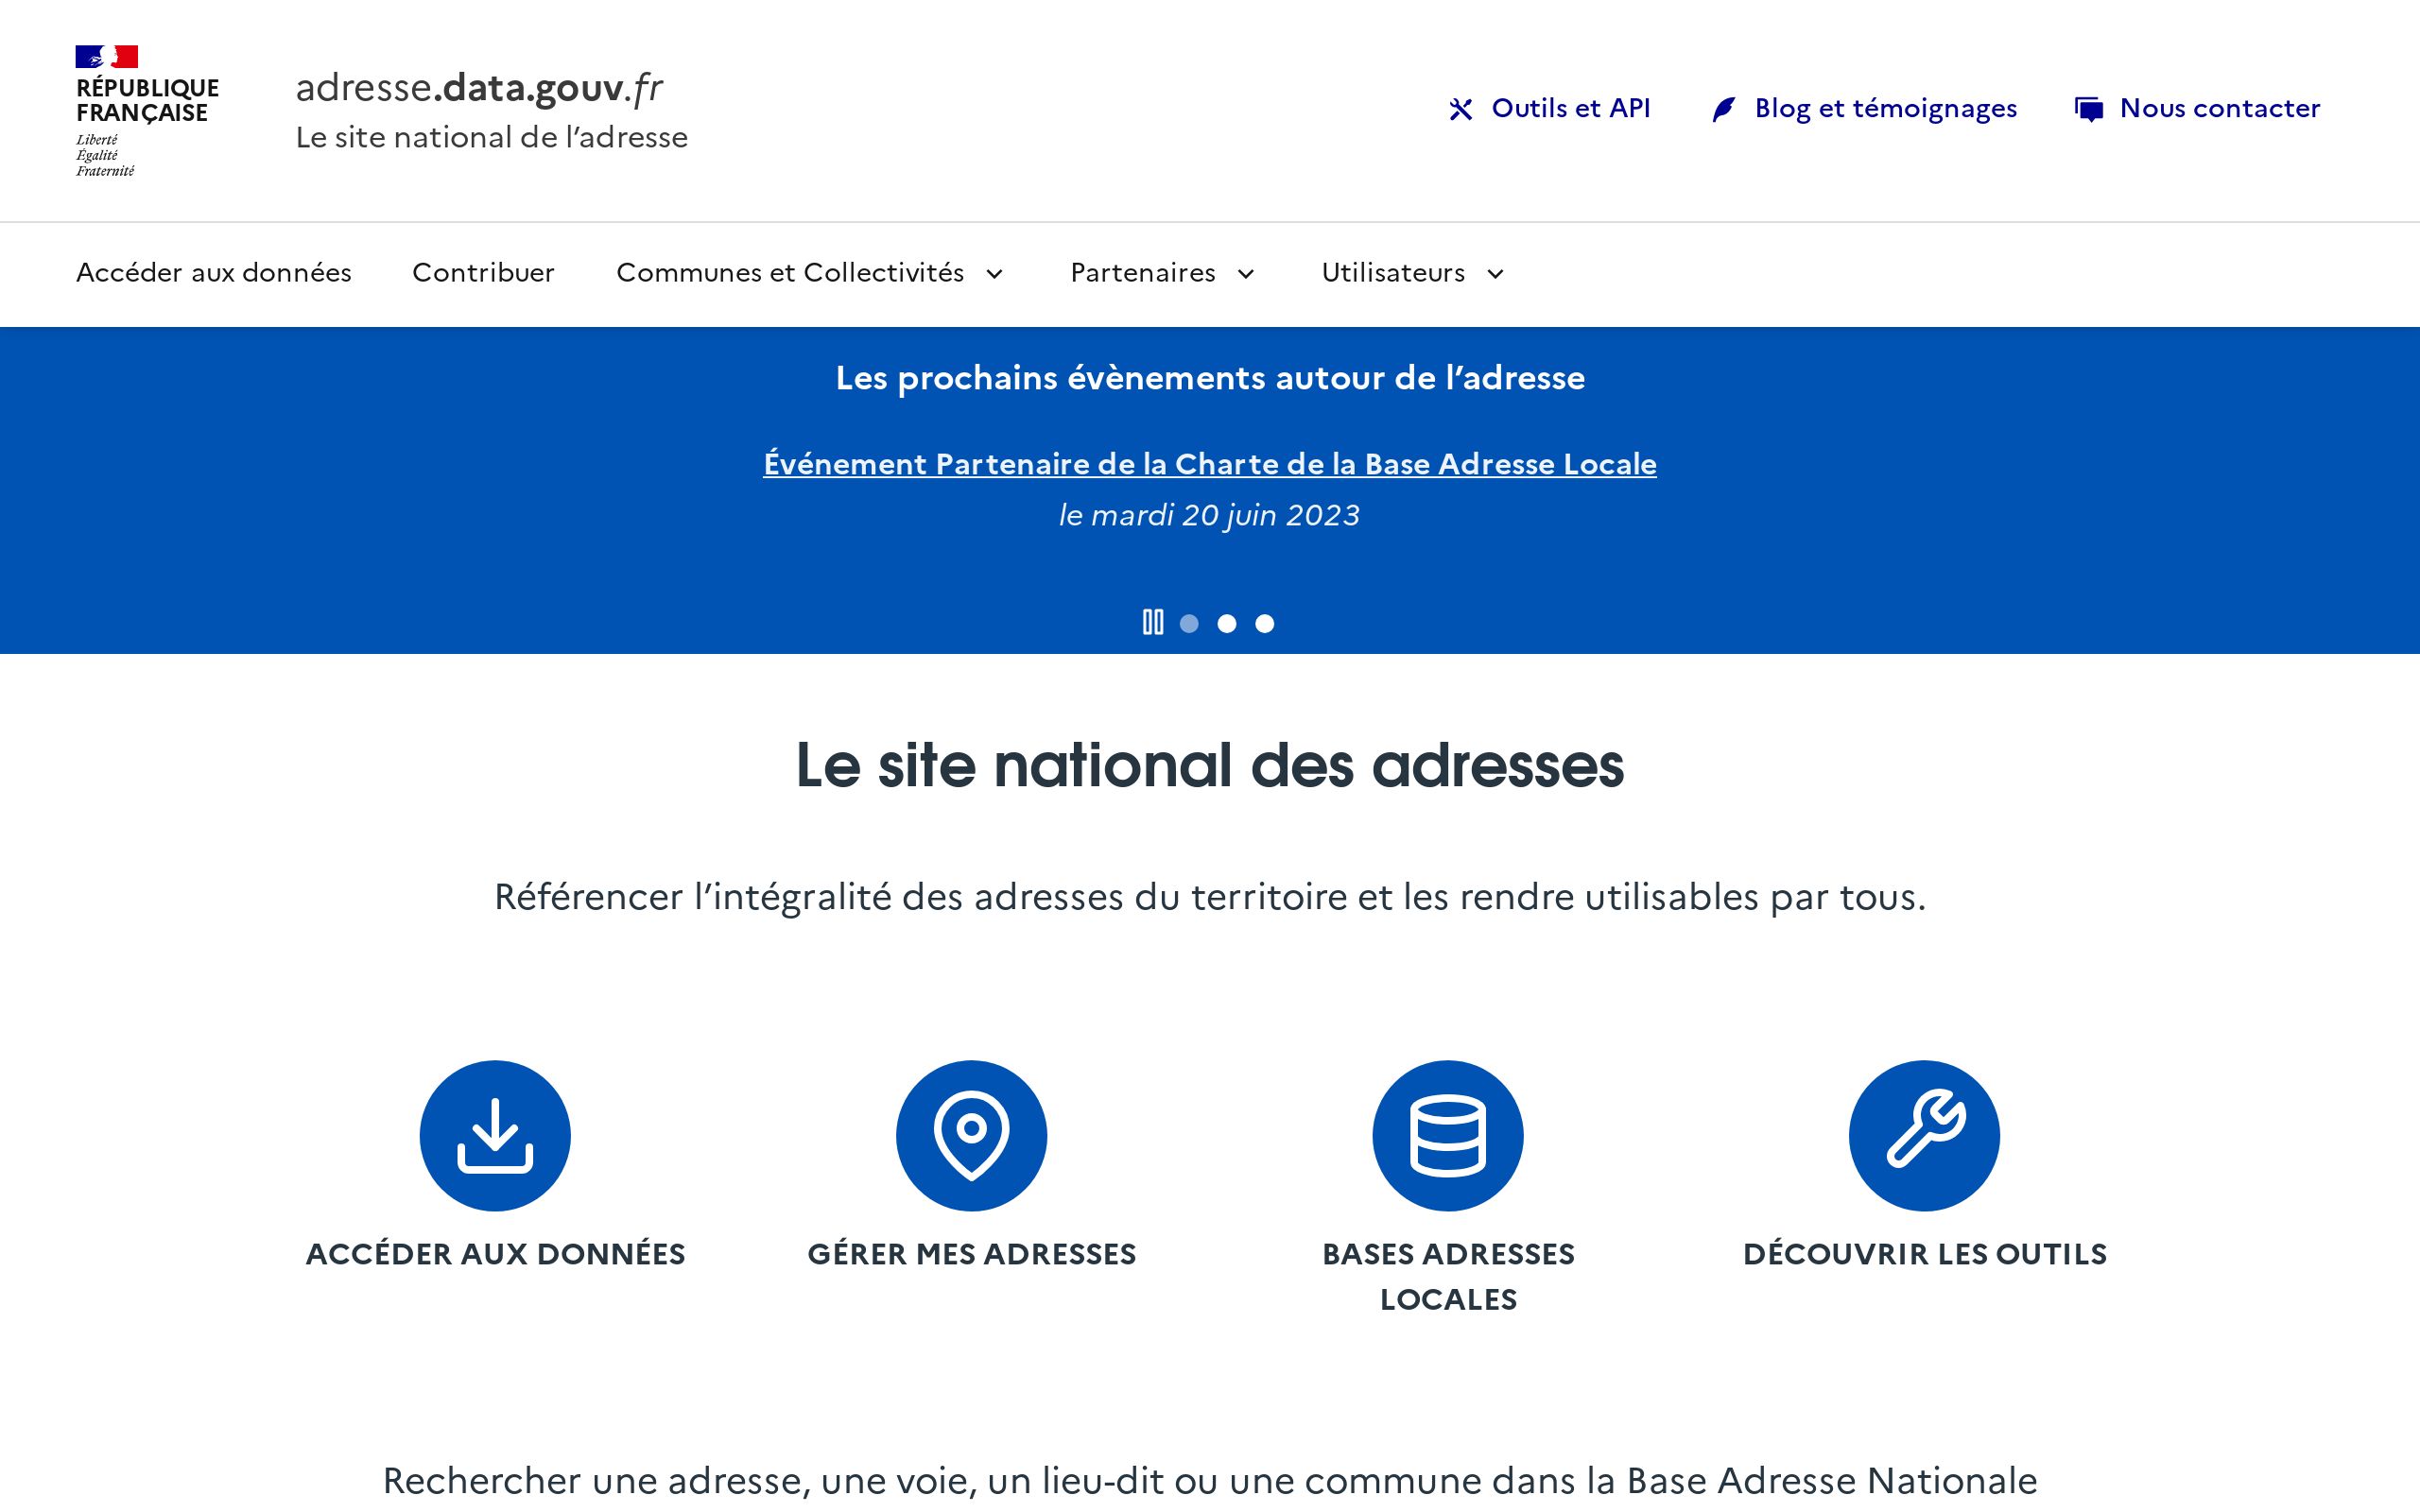 RÉPUBLIQUE
FRANÇAISE
Liberté
Égalité
Fraternité
adresse.data.gouv.fr
Le site national de l’adresse
Outils et API
Blog et témoignages
Nous contacter
Accéder aux données
Contribuer
Communes et Collectivités
Partenaires
Utilisateurs
Les prochains évènements autour de l’adresse
Événement Partenaire de la Charte de la Base Adresse Locale
le mardi 20 juin 2023
Le site national des adresses
Référencer l’intégralité des adresses du territoire et les rendre utilisables par tous.
ACCÉDER AUX DONNÉES
GÉRER MES ADRESSES
BASES ADRESSES
LOCALES
DÉCOUVRIR LES OUTILS
Rechercher une adresse, une voie, un lieu-dit ou une commune dans la Base Adresse Nationale